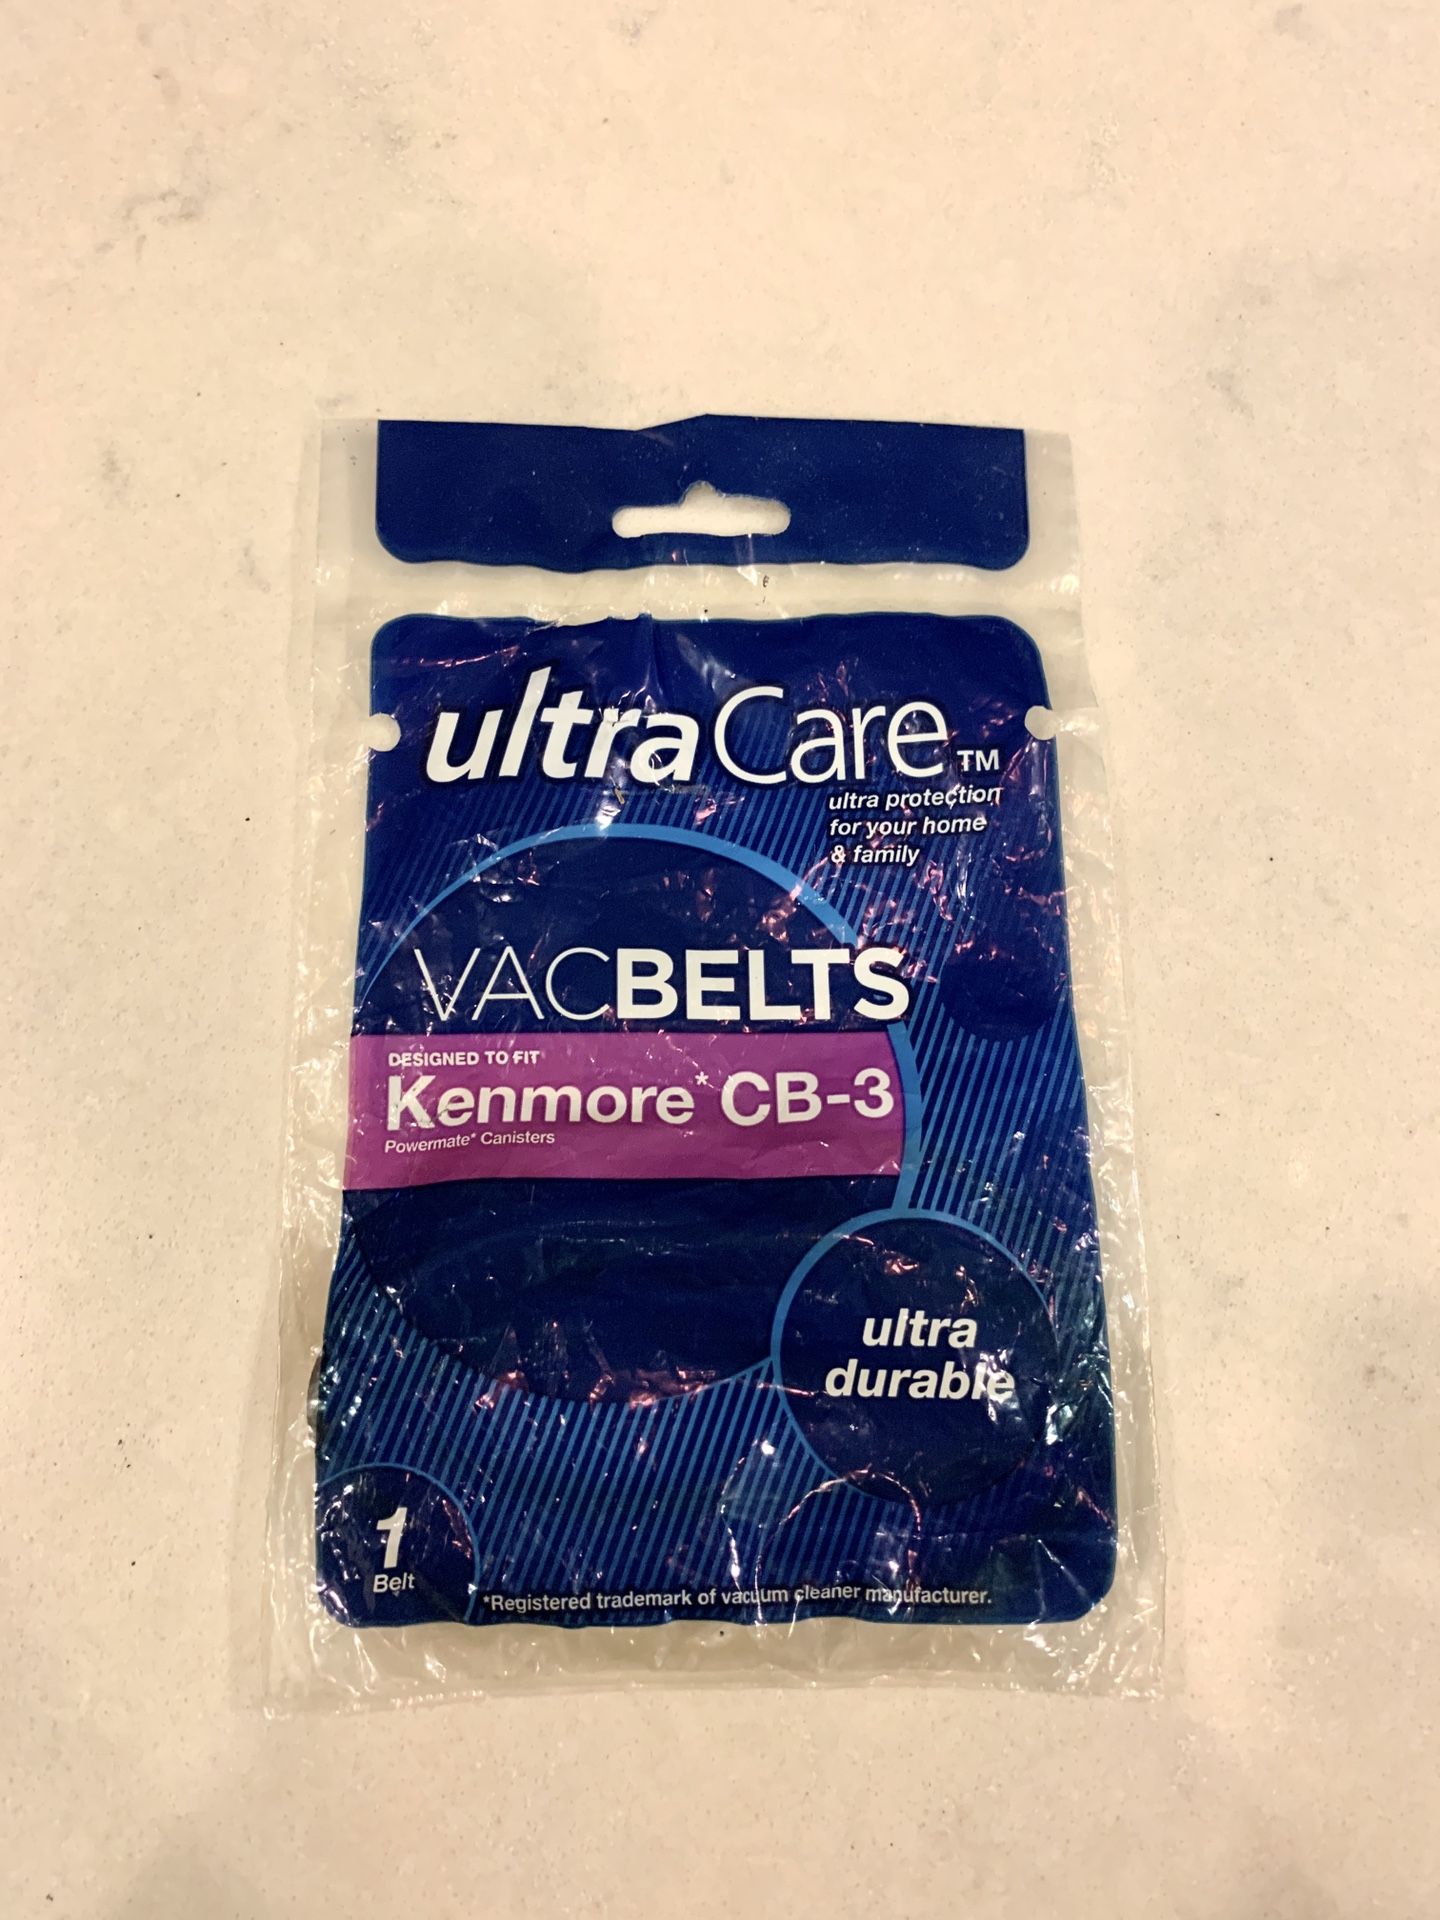 ultraCare™
ultra protection
for your home
& family
VACBELTS
DESIGNED TO FIT
Kenmore* CB-3
Powermate* Canisters
ultra
durable
1
Belt
*Registered trademark of vacuum cleaner manufacturer.